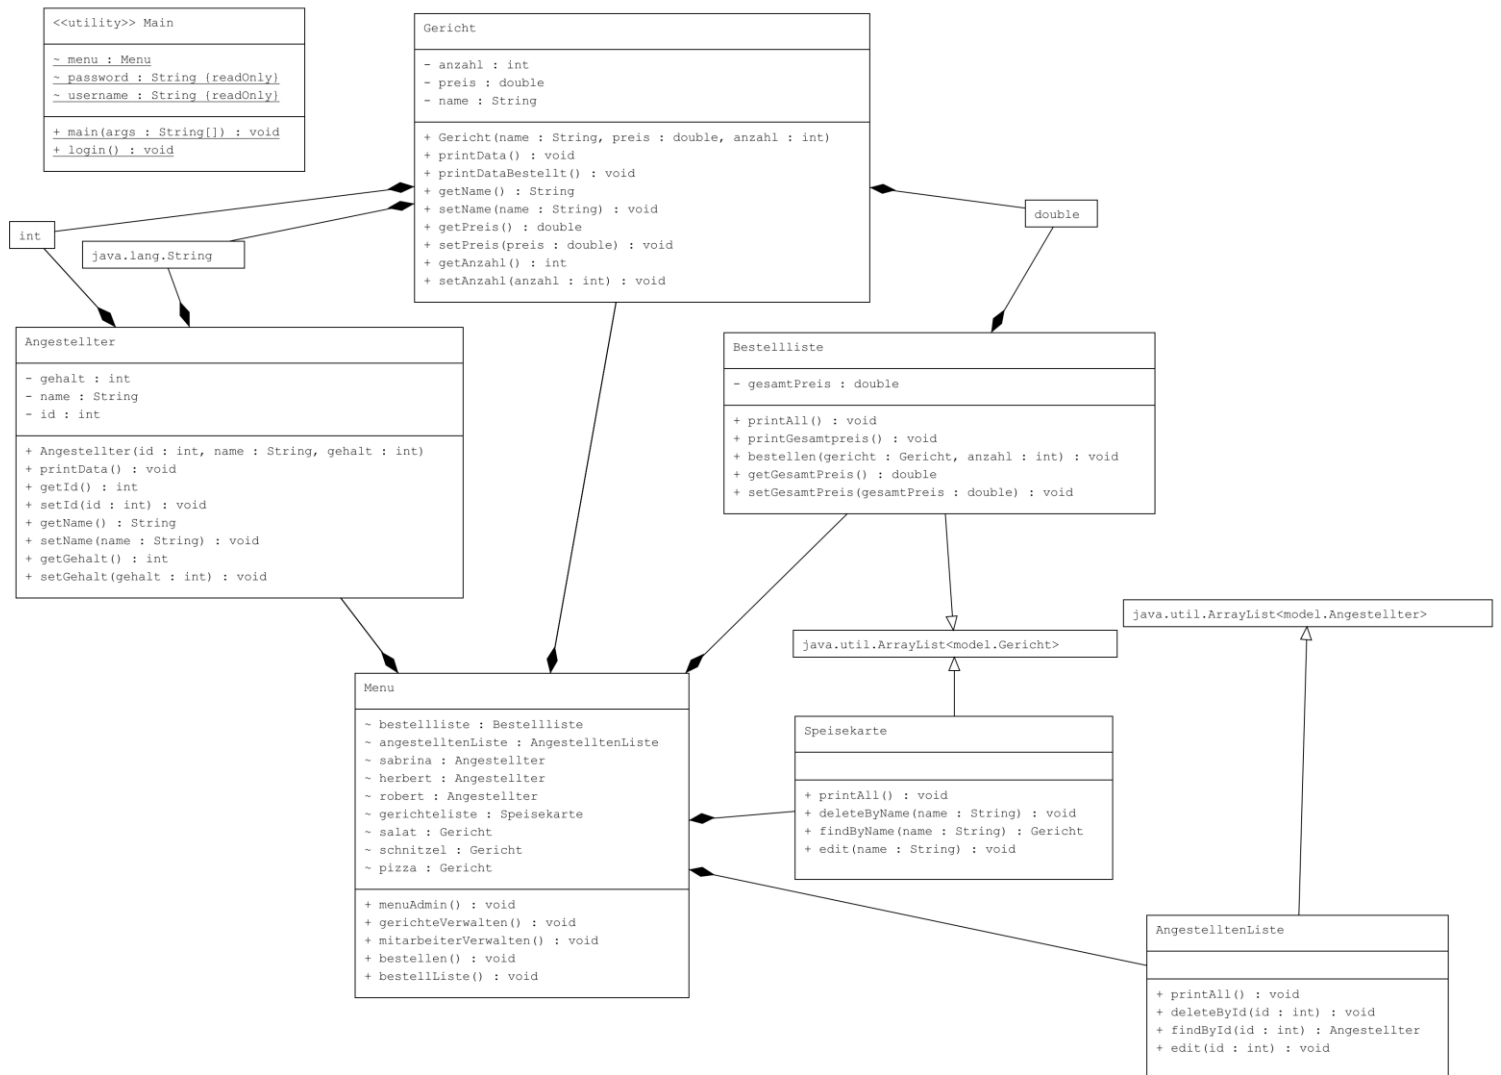 <<utility>> Main
~ menu : Menu
~ password : String {readOnly}
~ username : String {readOnly}
+ main(args : String[]) : void
+ login() : void
Gericht
- anzahl : int
- preis : double
- name : String
+ Gericht(name : String, preis : double, anzahl : int)
+ printData() : void
+ printDataBestellt() : void
+ getName() : String
+ setName(name : String) : void
+ getPreis() : double
+ setPreis(preis : double) : void
+ getAnzahl() : int
+ setAnzahl(anzahl : int) : void
int
java.lang.String
double
Angestellter
- gehalt : int
- name : String
- id : int
+ Angestellter(id : int, name : String, gehalt : int)
+ printData() : void
+ getId() : int
+ setId(id : int) : void
+ getName() : String
+ setName(name : String) : void
+ getGehalt() : int
+ setGehalt(gehalt : int) : void
Bestellliste
- gesamtPreis : double
+ printAll() : void
+ printGesamtpreis() : void
+ bestellen(gericht : Gericht, anzahl : int) : void
+ getGesamtPreis() : double
+ setGesamtPreis(gesamtPreis : double) : void
java.util.ArrayList<model.Gericht>
java.util.ArrayList<model.Angestellter>
Menu
~ bestellliste : Bestellliste
~ angestelltenListe : AngestelltenListe
~ sabrina : Angestellter
~ herbert : Angestellter
~ robert : Angestellter
~ gerichteliste : Speisekarte
~ salat : Gericht
~ schnitzel : Gericht
~ pizza : Gericht
+ menuAdmin() : void
+ gerichteVerwalten() : void
+ mitarbeiterVerwalten() : void
+ bestellen() : void
+ bestellListe() : void
Speisekarte
+ printAll() : void
+ deleteByName(name : String) : void
+ findByName(name : String) : Gericht
+ edit(name : String) : void
AngestelltenListe
+ printAll() : void
+ deleteById(id : int) : void
+ findById(id : int) : Angestellter
+ edit(id : int) : void